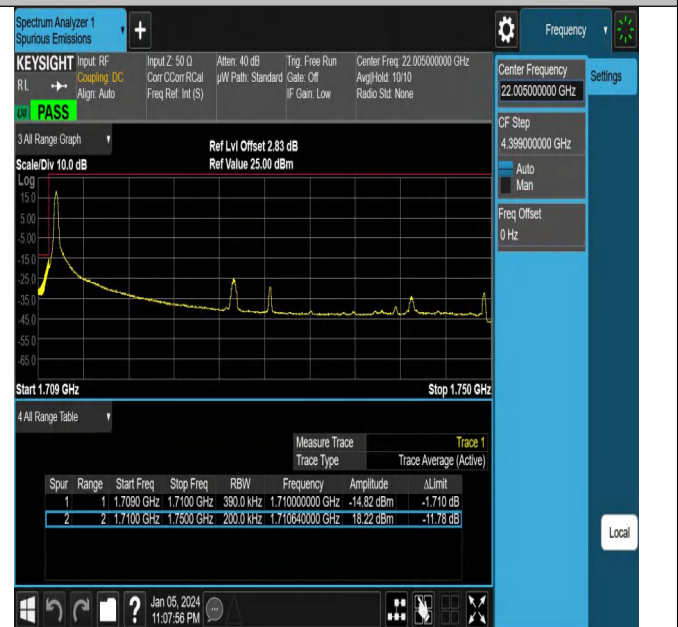 Spectrum Analyzer 1
Spurious Emissions
+
Frequency
KEYSIGHT Input: RF Input Z: 50 Ω Atten: 40 dB Trig: Free Run Center Freq: 22.005000000 GHz
RL Coupling: DC Corr CCorr RCal µW Path: Standard Gate: Off Avg|Hold: 10/10
Align: Auto Freq Ref: Int (S) IF Gain: Low Radio Std: None
PASS
Center Frequency
22.005000000 GHz
Settings
CF Step
4.399000000 GHz
Auto
Man
Freq Offset
0 Hz
3 All Range Graph
Ref Lvl Offset 2.83 dB
Scale/Div 10.0 dB Ref Value 25.00 dBm
Log
15.0
5.00
-5.00
-15.0
-25.0
-35.0
-45.0
-55.0
-65.0
Start 1.709 GHz Stop 1.750 GHz
4 All Range Table
Measure Trace Trace 1
Trace Type Trace Average (Active)
Spur Range Start Freq Stop Freq RBW Frequency Amplitude ΔLimit
1 1 1.7090 GHz 1.7100 GHz 390.0 kHz 1.710000000 GHz -14.82 dBm -1.710 dB
2 2 1.7100 GHz 1.7500 GHz 200.0 kHz 1.710640000 GHz 18.22 dBm -11.78 dB
Local
? Jan 05, 2024
11:07:56 PM